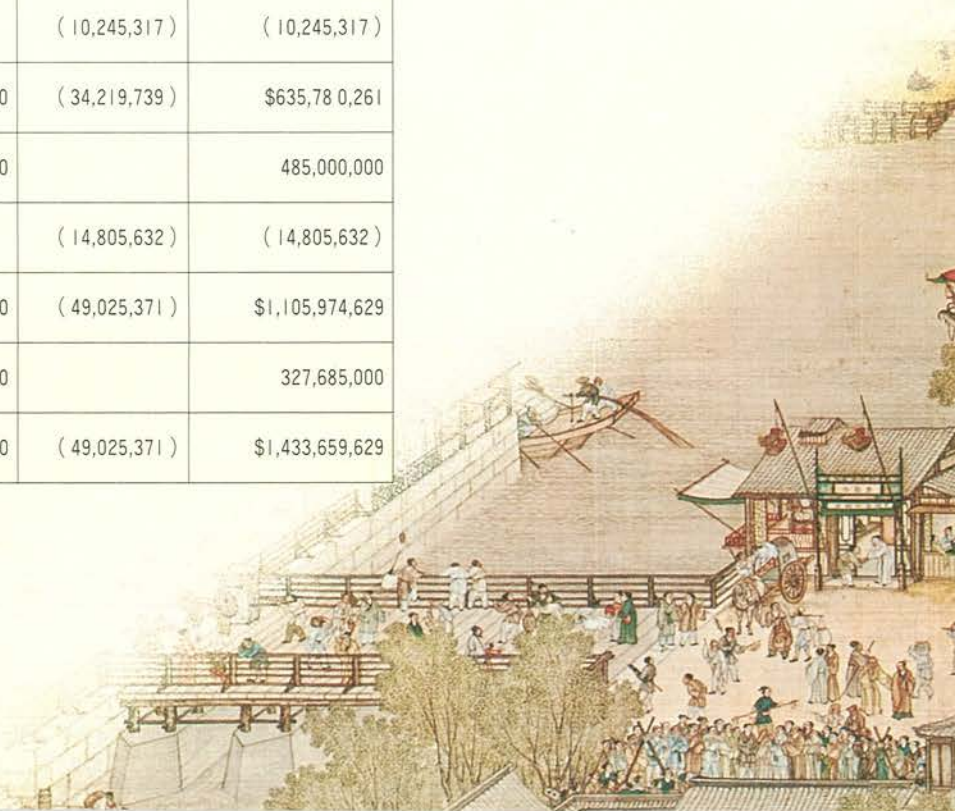 ( 10,245,317 ) ( 10,245,317 )
0 ( 34,219,739 ) $635,78 0,261
0 485,000,000
( 14,805,632 ) ( 14,805,632 )
0 ( 49,025,371 ) $1,105,974,629
0 327,685,000
0 ( 49,025,371 ) $1,433,659,629